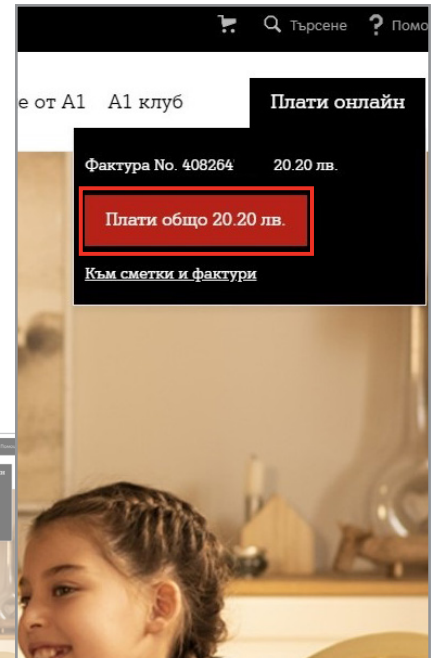 Търсене ? Помо
е от А1 А1 клуб Плати онлайн
Фактура No. 408264 20.20 лв.
Плати общо 20.20 лв.
Към сметки и фактури